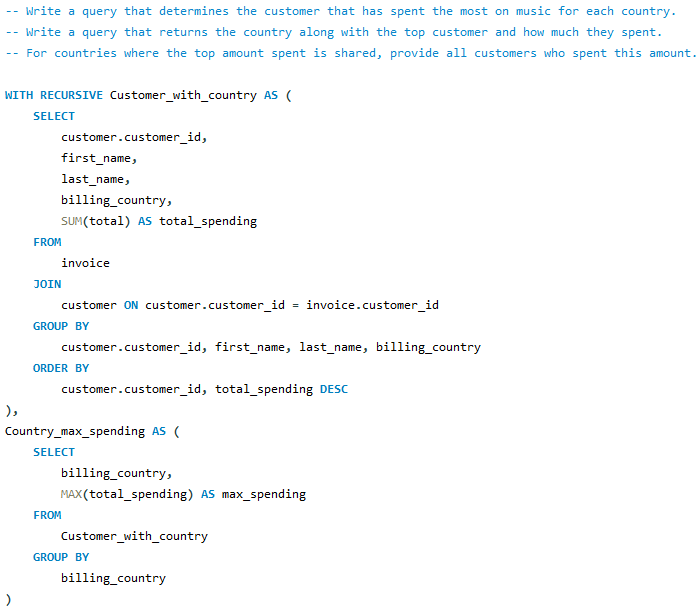 -- Write a query that determines the customer that has spent the most on music for each country.
-- Write a query that returns the country along with the top customer and how much they spent.
-- For countries where the top amount spent is shared, provide all customers who spent this amount.

WITH RECURSIVE Customer_with_country AS (
    SELECT
        customer.customer_id,
        first_name,
        last_name,
        billing_country,
        SUM(total) AS total_spending
    FROM
        invoice
    JOIN
        customer ON customer.customer_id = invoice.customer_id
    GROUP BY
        customer.customer_id, first_name, last_name, billing_country
    ORDER BY
        customer.customer_id, total_spending DESC
),
Country_max_spending AS (
    SELECT
        billing_country,
        MAX(total_spending) AS max_spending
    FROM
        Customer_with_country
    GROUP BY
        billing_country
)